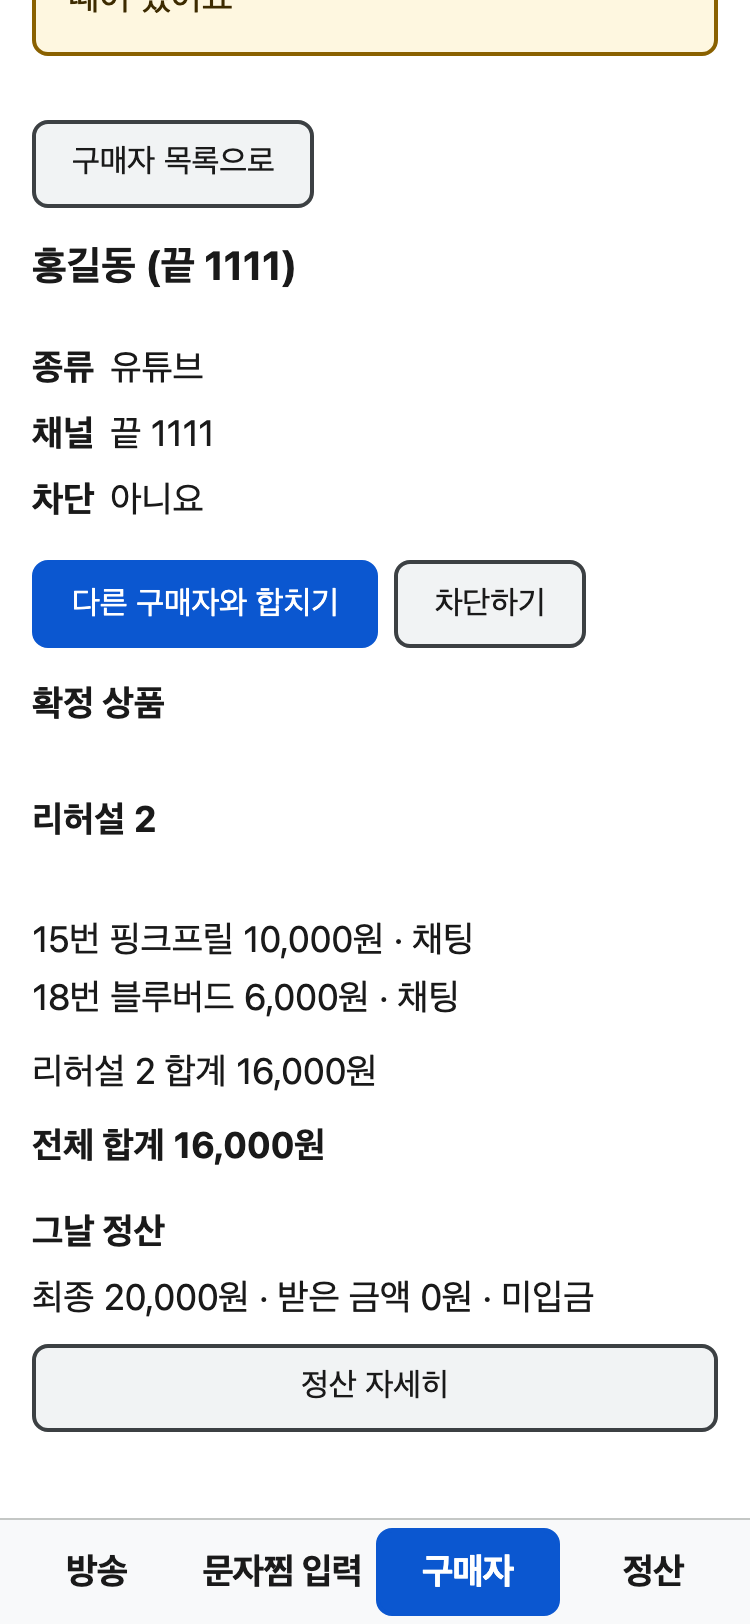 구매자 목록으로
홍길동 (끝 1111)
종류 유튜브
채널 끝 1111
차단 아니요
다른 구매자와 합치기 차단하기
확정 상품
리허설 2
15번 핑크프릴 10,000원 · 채팅
18번 블루버드 6,000원 · 채팅
리허설 2 합계 16,000원
전체 합계 16,000원
그날 정산
최종 20,000원 · 받은 금액 0원 · 미입금
정산 자세히
방송 문자찜 입력 구매자 정산